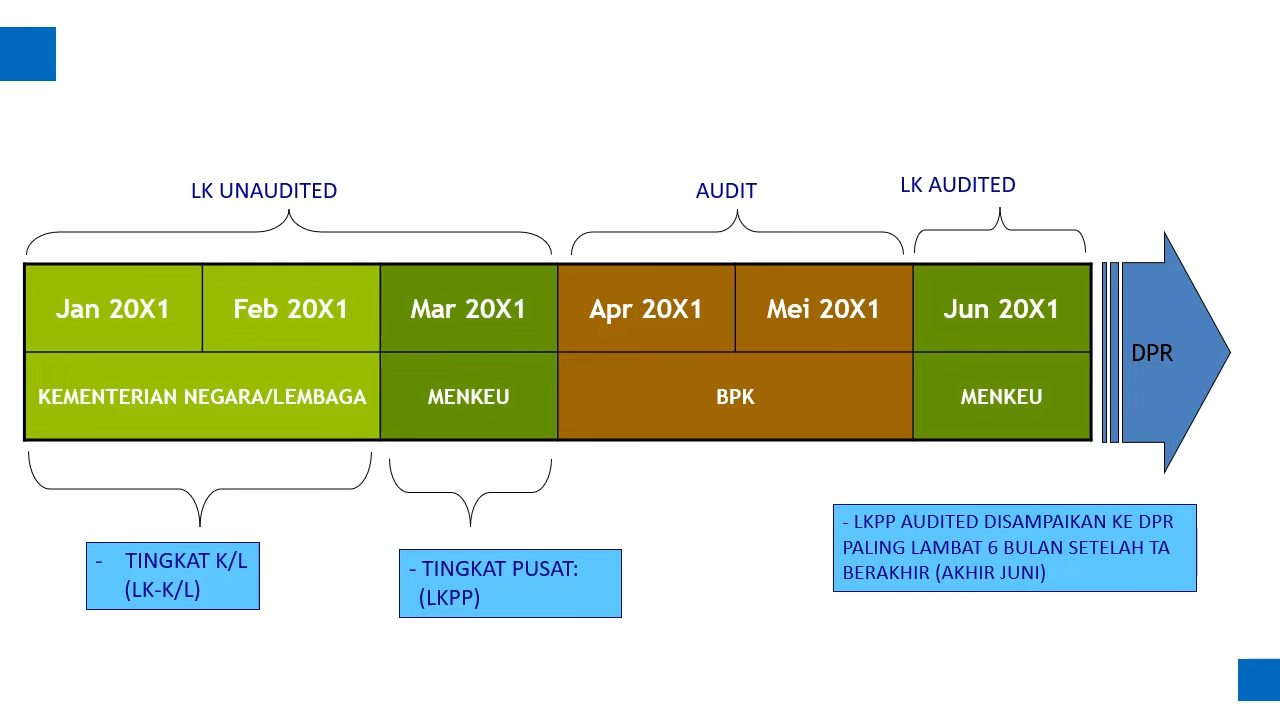 LK UNAUDITED
AUDIT
LK AUDITED
Jan 20X1
Feb 20X1
Mar 20X1
Apr 20X1
Mei 20X1
Jun 20X1
DPR
KEMENTERIAN NEGARA/LEMBAGA
MENKEU
BPK
MENKEU
- TINGKAT K/L
(LK-K/L)
- TINGKAT PUSAT:
(LKPP)
- LKPP AUDITED DISAMPAIKAN KE DPR
PALING LAMBAT 6 BULAN SETELAH TA
BERAKHIR (AKHIR JUNI)